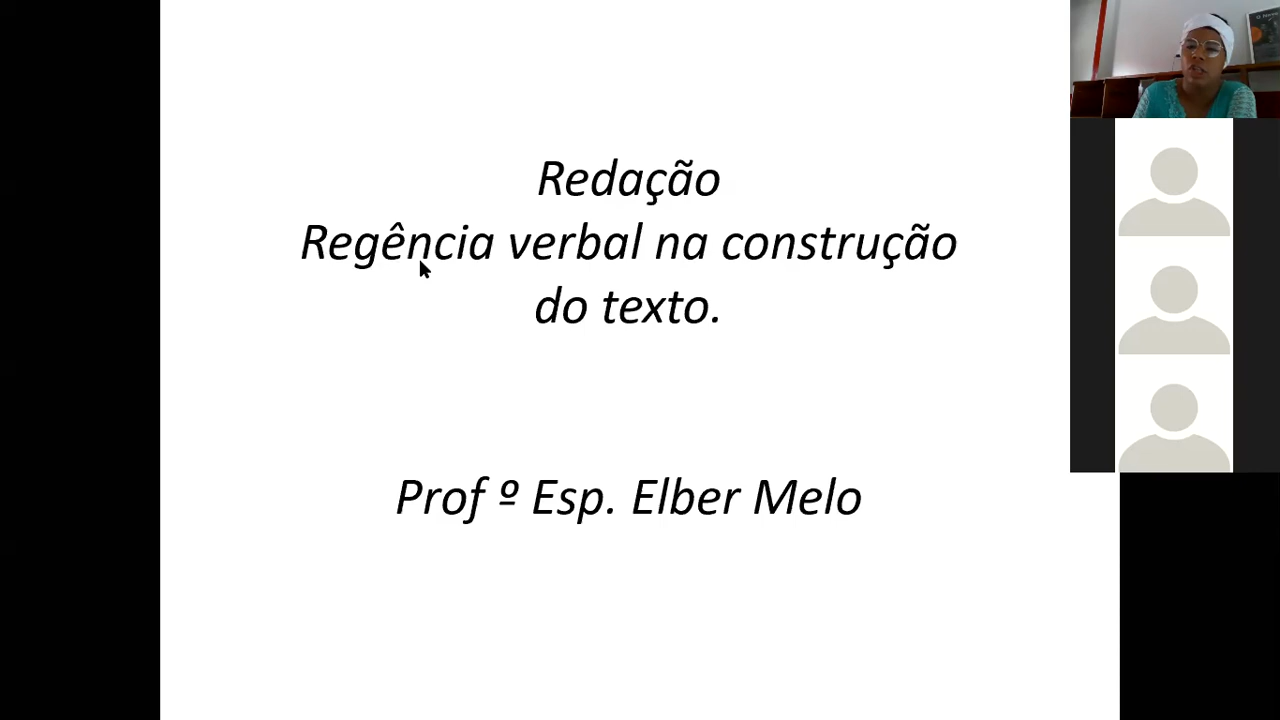 Redação
Regência verbal na construção
do texto.
Prof º Esp. Elber Melo